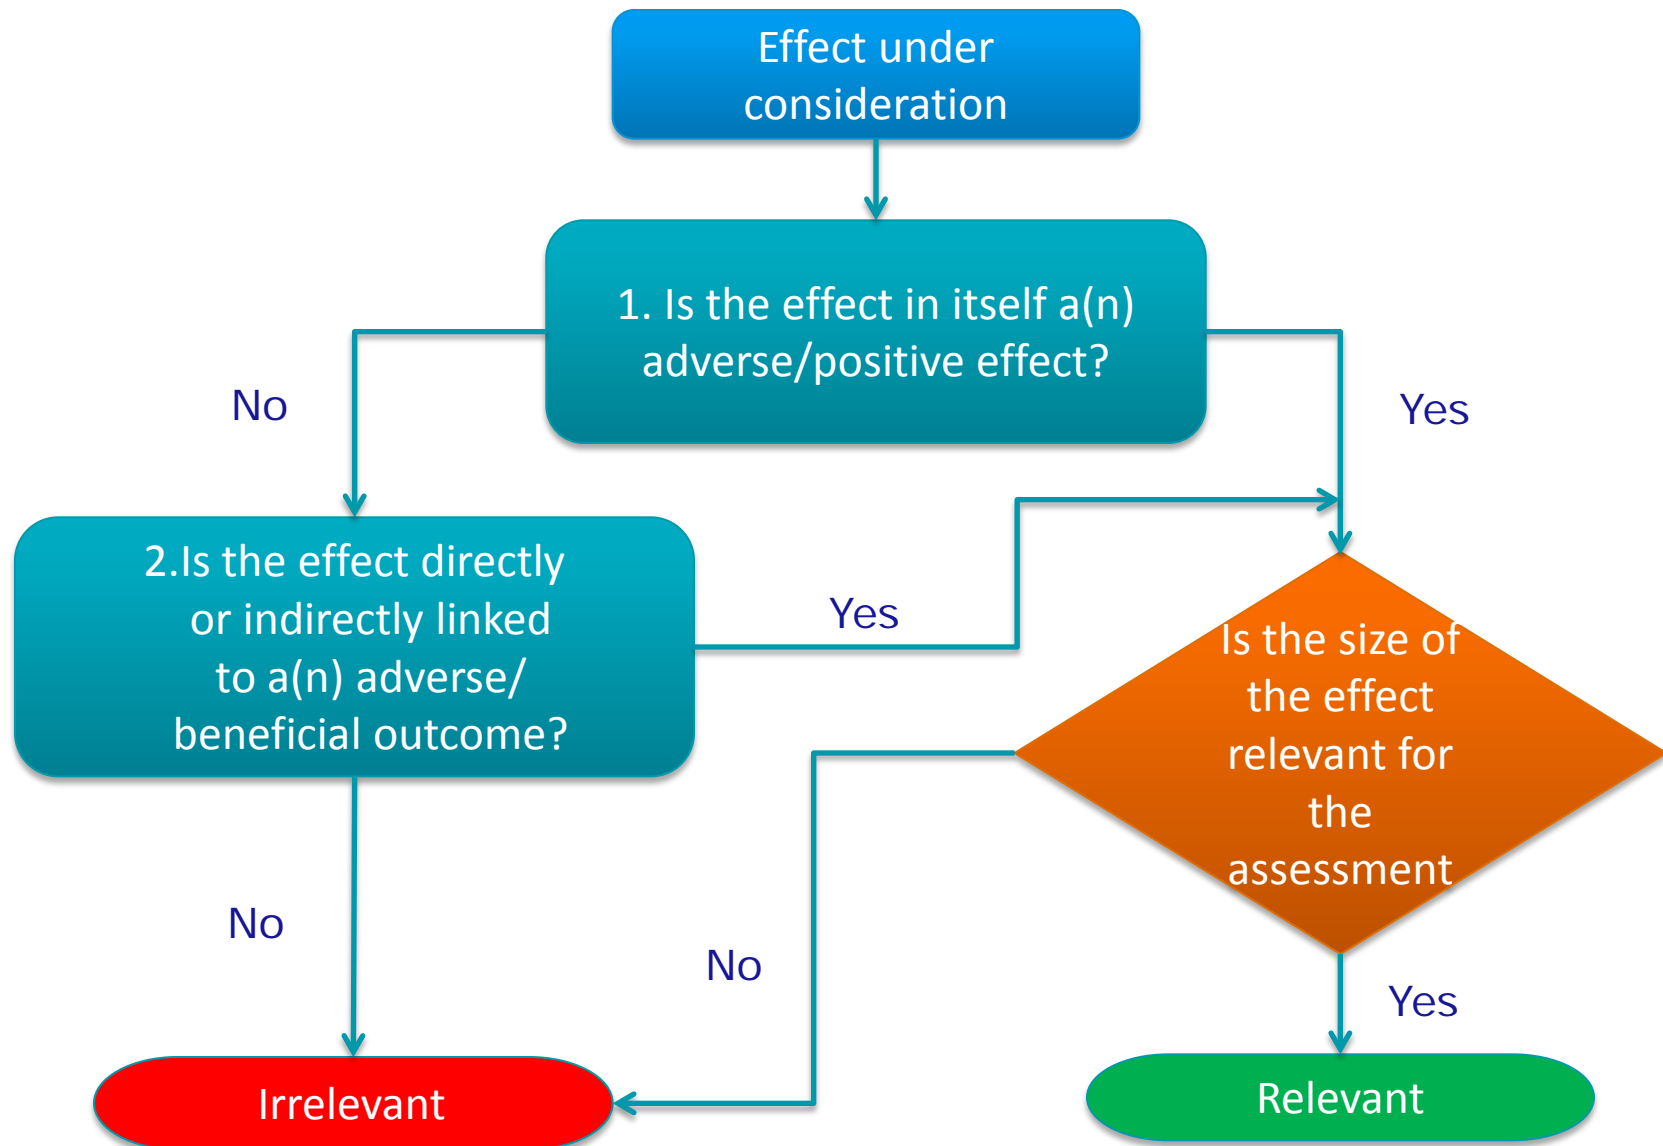 Effect under
consideration
1. Is the effect in itself a(n)
adverse/positive effect?
No
Yes
2.Is the effect directly
or indirectly linked
to a(n) adverse/
beneficial outcome?
Yes
Is the size of
the effect
relevant for
the
assessment
No
No
Yes
Irrelevant
Relevant